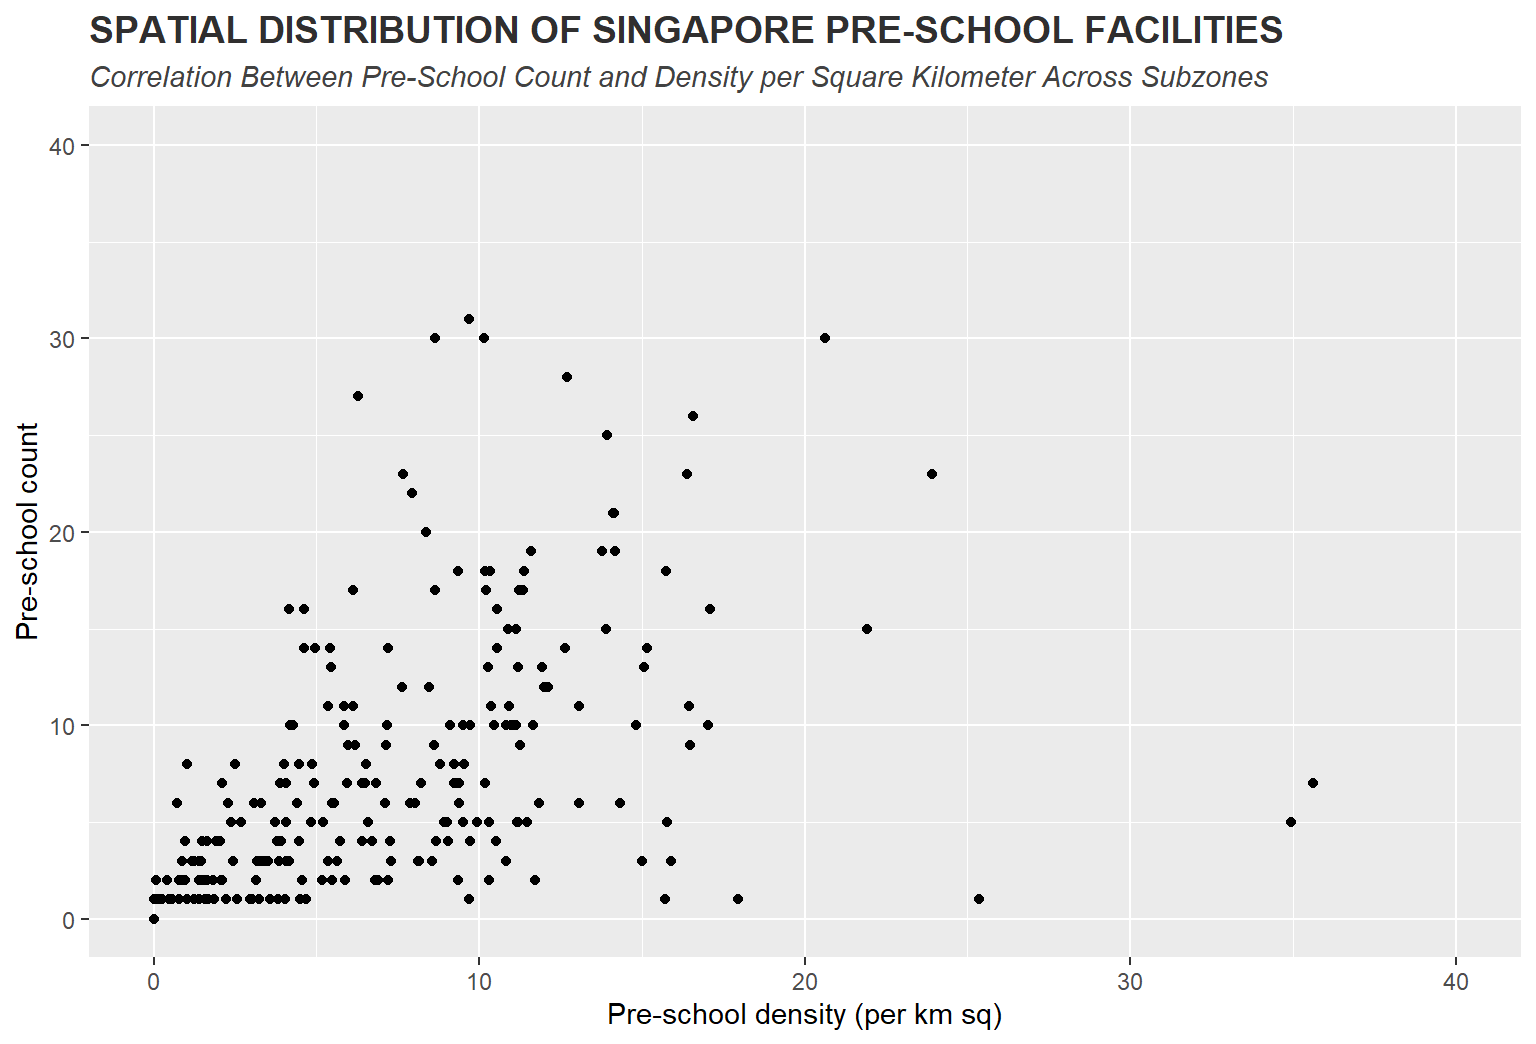 SPATIAL DISTRIBUTION OF SINGAPORE PRE-SCHOOL FACILITIES
Correlation Between Pre-School Count and Density per Square Kilometer Across Subzones
40
30
20
10
0
Pre-school count
0 10 20 30 40
Pre-school density (per km sq)